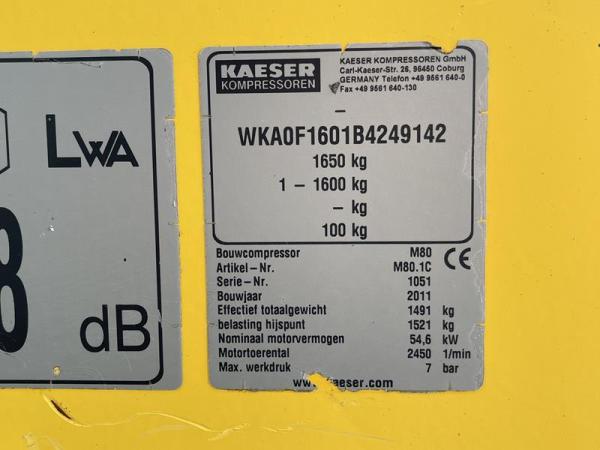 KAESER
KOMPRESSOREN
KAESER KOMPRESSOREN GmbH
Carl-Kaeser-Str. 26, 96450 Coburg
GERMANY Telefon +49 9561 640-0
Fax +49 9561 640-130
–
WKA0F1601B4249142
1650 kg
1 – 1600 kg
– kg
100 kg
Bouwcompressor M80
Artikel–Nr. M80.1C
Serie–Nr. 1051
Bouwjaar 2011
Effectief totaalgewicht 1491 kg
belasting hijspunt 1521 kg
Nominaal motorvermogen 54,6 kW
Motortoerental 2450 1/min
Max. werkdruk 7 bar
CE
LWA
8
dB